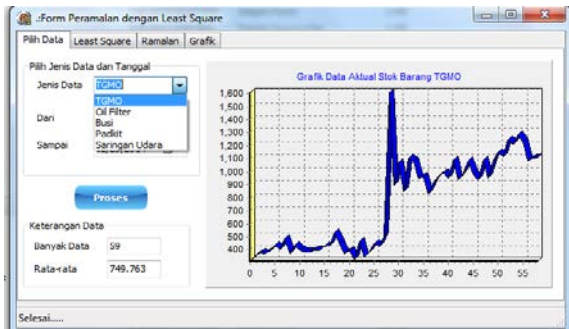 .:Form Peramalan dengan Least Square
Pilih Data
Least Square
Ramalan
Grafik
Pilih Jenis Data dan Tanggal
Jenis Data
TGMO
TGMO
Oil Filter
Busi
Padkit
Saringan Udara
Dari
Sampai
Proses
Keterangan Data
Banyak Data
59
Rata-rata
749.763
Grafik Data Aktual Stok Barang TGMO
1,600
1,500
1,400
1,300
1,200
1,100
1,000
900
800
700
600
500
400
0 5 10 15 20 25 30 35 40 45 50 55
Selesai.....